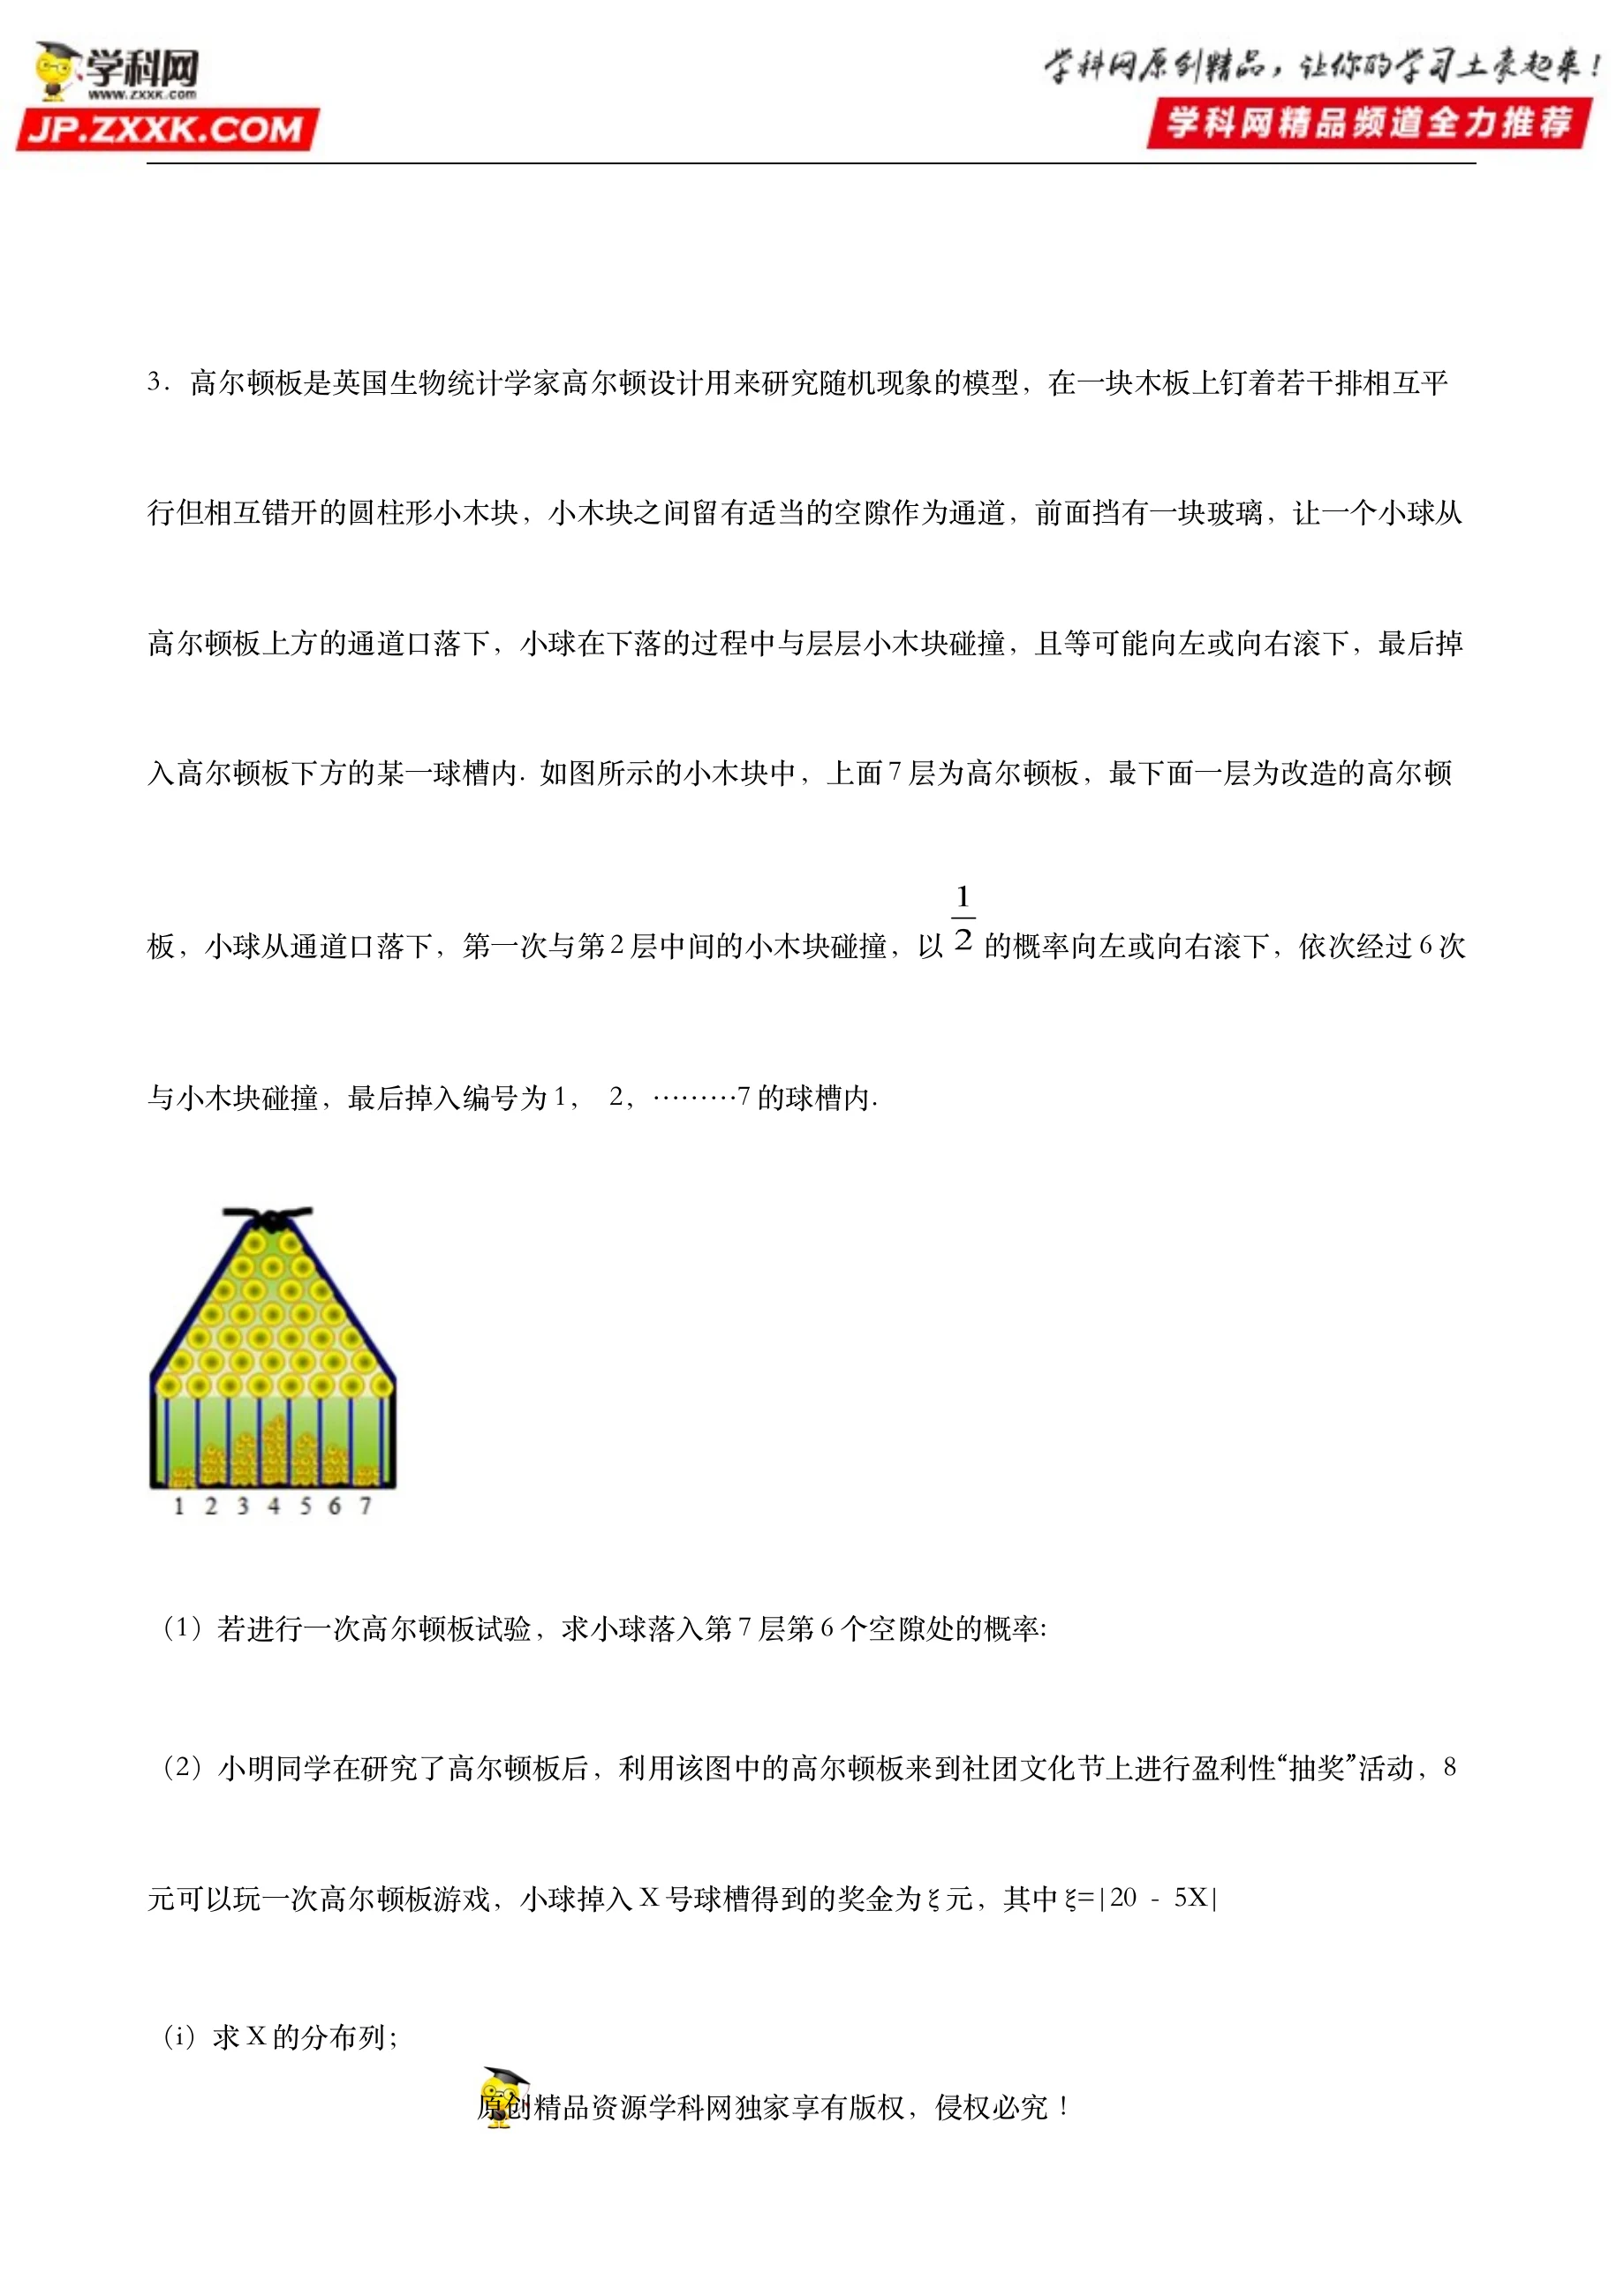 学科网
www.zxxk.com
JP.ZXXK.COM
学科网原创精品，让你的学习土豪起来！
学科网精品频道全力推荐
3．高尔顿板是英国生物统计学家高尔顿设计用来研究随机现象的模型，在一块木板上钉着若干排相互平
行但相互错开的圆柱形小木块，小木块之间留有适当的空隙作为通道，前面挡有一块玻璃，让一个小球从
高尔顿板上方的通道口落下，小球在下落的过程中与层层小木块碰撞，且等可能向左或向右滚下，最后掉
入高尔顿板下方的某一球槽内. 如图所示的小木块中，上面7层为高尔顿板，最下面一层为改造的高尔顿
板，小球从通道口落下，第一次与第2层中间的小木块碰撞，以1/2的概率向左或向右滚下，依次经过6次
与小木块碰撞，最后掉入编号为1， 2，………7的球槽内.
1 2 3 4 5 6 7
（1）若进行一次高尔顿板试验，求小球落入第7层第6个空隙处的概率:
（2）小明同学在研究了高尔顿板后，利用该图中的高尔顿板来到社团文化节上进行盈利性“抽奖”活动，8
元可以玩一次高尔顿板游戏，小球掉入X号球槽得到的奖金为ξ元，其中ξ=|20 - 5X|
（i）求X的分布列；
原创精品资源学科网独家享有版权，侵权必究！